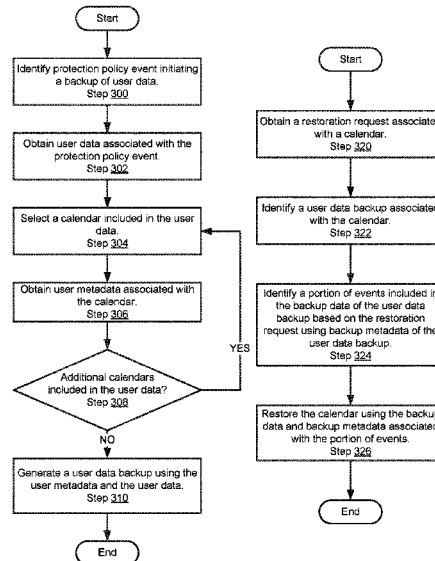 Start
Identify protection policy event initiating
a backup of user data.
Step 300
Obtain user data associated with the
protection policy event.
Step 302
Select a calendar included in the user
data.
Step 304
Obtain user metadata associated with
the calendar.
Step 306
Additional calendars
included in the user data?
Step 308
YES
NO
Generate a user data backup using the
user metadata and the user data.
Step 310
End
Start
Obtain a restoration request associate
with a calendar.
Step 320
Identify a user data backup associated
with the calendar.
Step 322
Identify a portion of events included in
the backup data of the user data
backup based on the restoration
request using backup metadata of the
user data backup.
Step 324
Restore the calendar using the backup
data and backup metadata associated
with the portion of events.
Step 326
End